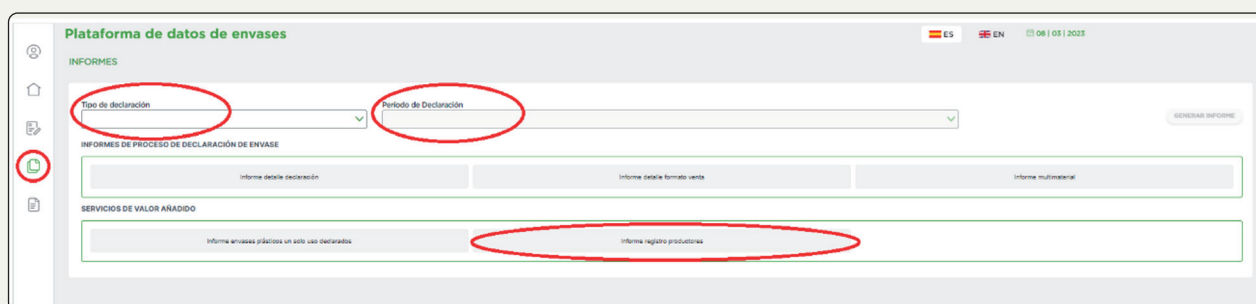 Plataforma de datos de envases
ES EN 08 | 03 | 2023
INFORMES
Tipo de declaración Período de Declaración
GENERAR INFORME
INFORMES DE PROCESO DE DECLARACIÓN DE ENVASE
Informe detalle declaración Informe detalle formato venta Informe multimaterial
SERVICIOS DE VALOR AÑADIDO
Informe envases plásticos un solo uso declarados Informe registro productores